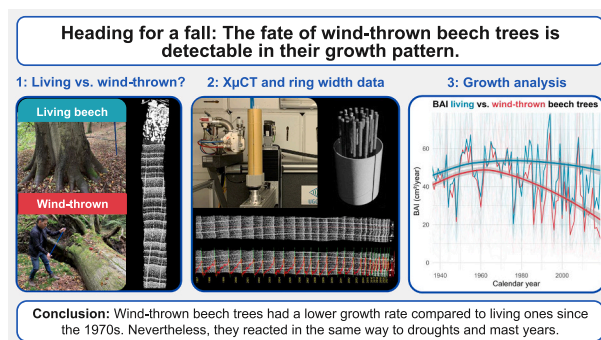 Heading for a fall: The fate of wind-thrown beech trees is
detectable in their growth pattern.
1: Living vs. wind-thrown?
2: XµCT and ring width data
3: Growth analysis
Living beech
Wind-thrown
BAI living vs. wind-thrown beech trees
BAI (cm²/year)
60
40
20
0
1940
1960
1980
2000
Calendar year
Conclusion: Wind-thrown beech trees had a lower growth rate compared to living ones since
the 1970s. Nevertheless, they reacted in the same way to droughts and mast years.